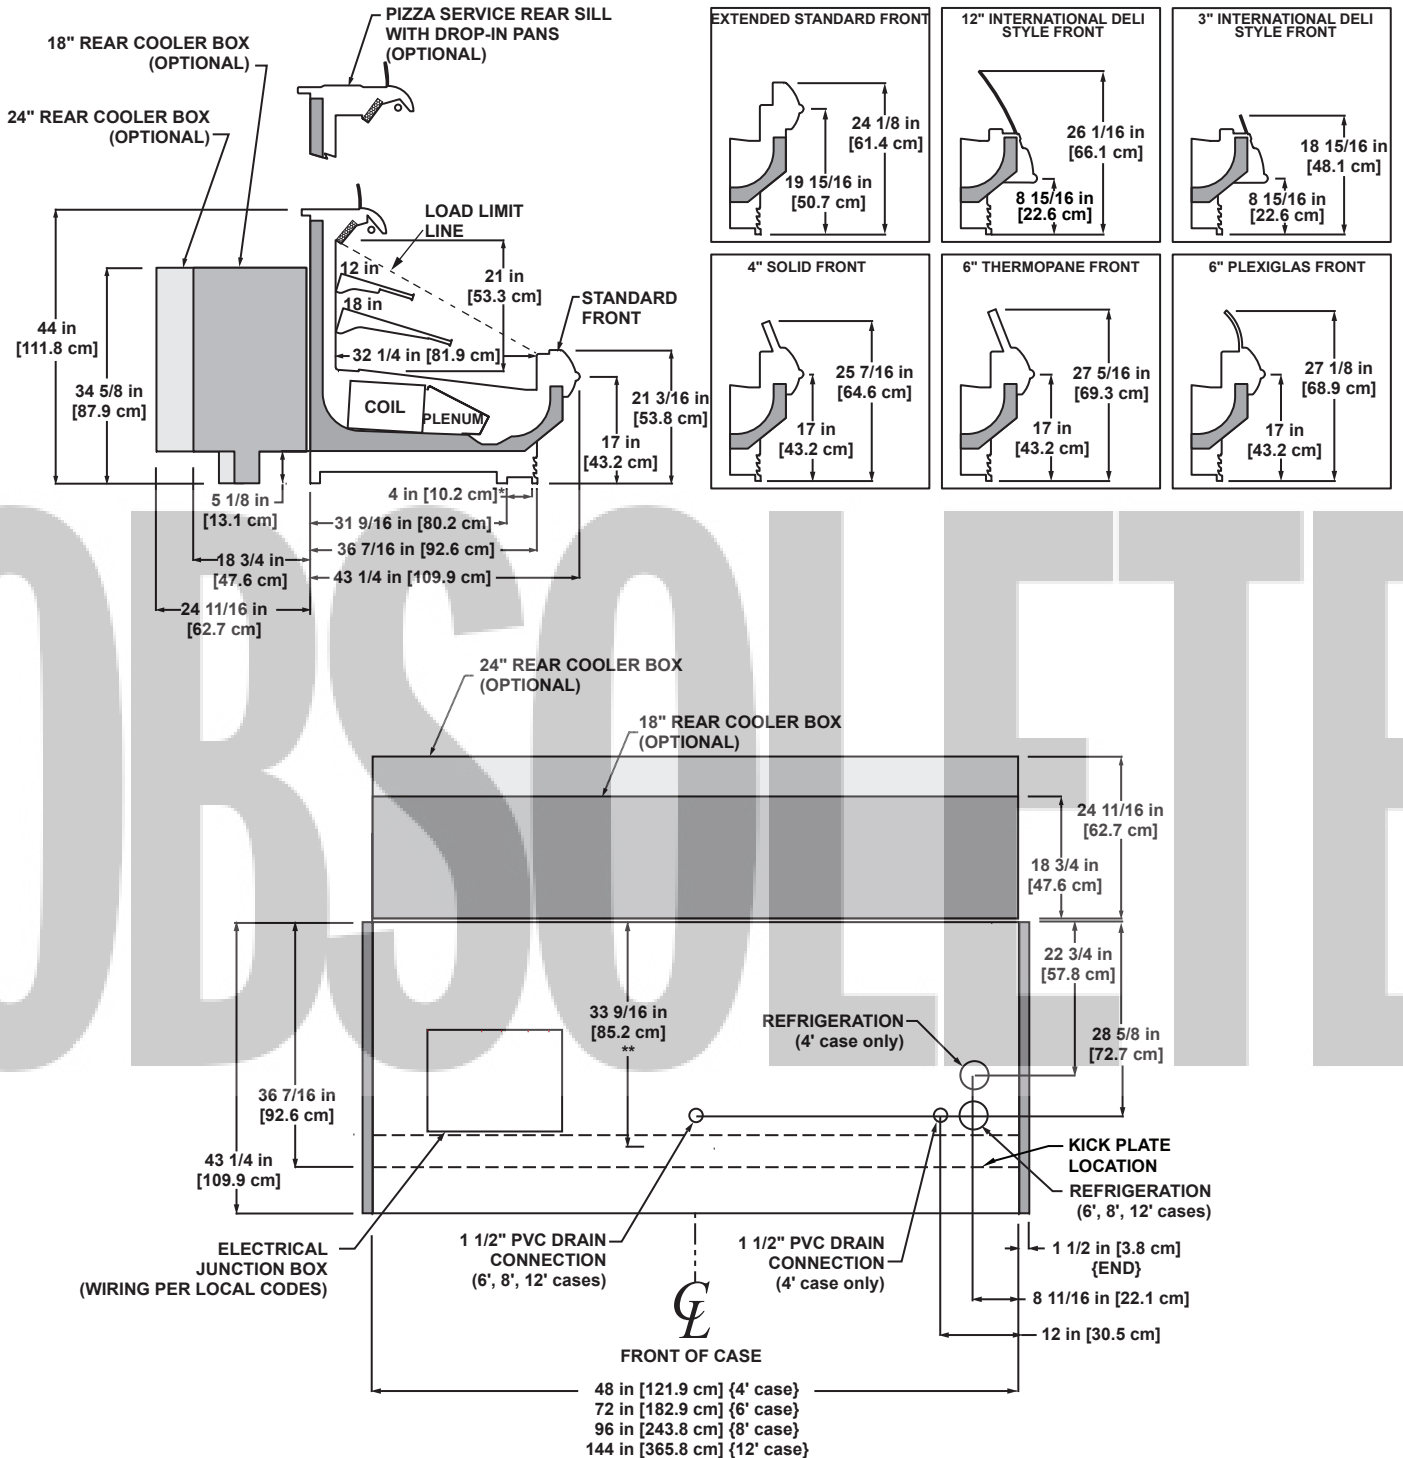 PIZZA SERVICE REAR SILL
WITH DROP-IN PANS
(OPTIONAL)
18" REAR COOLER BOX
(OPTIONAL)
24" REAR COOLER BOX
(OPTIONAL)
LOAD LIMIT
LINE
12 in
18 in
21 in
[53.3 cm]
STANDARD
FRONT
44 in
[111.8 cm]
34 5/8 in
[87.9 cm]
32 1/4 in [81.9 cm]
COIL
PLENUM
21 3/16 in
[53.8 cm]
17 in
[43.2 cm]
5 1/8 in
[13.1 cm]
4 in [10.2 cm]*
31 9/16 in [80.2 cm]
36 7/16 in [92.6 cm]
43 1/4 in [109.9 cm]
18 3/4 in
[47.6 cm]
24 11/16 in
[62.7 cm]
EXTENDED STANDARD FRONT
24 1/8 in
[61.4 cm]
19 15/16 in
[50.7 cm]
12" INTERNATIONAL DELI
STYLE FRONT
26 1/16 in
[66.1 cm]
8 15/16 in
[22.6 cm]
3" INTERNATIONAL DELI
STYLE FRONT
18 15/16 in
[48.1 cm]
8 15/16 in
[22.6 cm]
4" SOLID FRONT
25 7/16 in
[64.6 cm]
17 in
[43.2 cm]
6" THERMOPANE FRONT
27 5/16 in
[69.3 cm]
17 in
[43.2 cm]
6" PLEXIGLAS FRONT
27 1/8 in
[68.9 cm]
17 in
[43.2 cm]
OBSOLETE
24" REAR COOLER BOX
(OPTIONAL)
18" REAR COOLER BOX
(OPTIONAL)
24 11/16 in
[62.7 cm]
18 3/4 in
[47.6 cm]
22 3/4 in
[57.8 cm]
28 5/8 in
[72.7 cm]
33 9/16 in
[85.2 cm]
**
REFRIGERATION
(4' case only)
36 7/16 in
[92.6 cm]
43 1/4 in
[109.9 cm]
KICK PLATE
LOCATION
REFRIGERATION
(6', 8', 12' cases)
ELECTRICAL
JUNCTION BOX
(WIRING PER LOCAL CODES)
1 1/2" PVC DRAIN
CONNECTION
(6', 8', 12' cases)
1 1/2" PVC DRAIN
CONNECTION
(4' case only)
1 1/2 in [3.8 cm]
{END}
8 11/16 in [22.1 cm]
12 in [30.5 cm]
CL
FRONT OF CASE
48 in [121.9 cm] {4' case}
72 in [182.9 cm] {6' case}
96 in [243.8 cm] {8' case}
144 in [365.8 cm] {12' case}